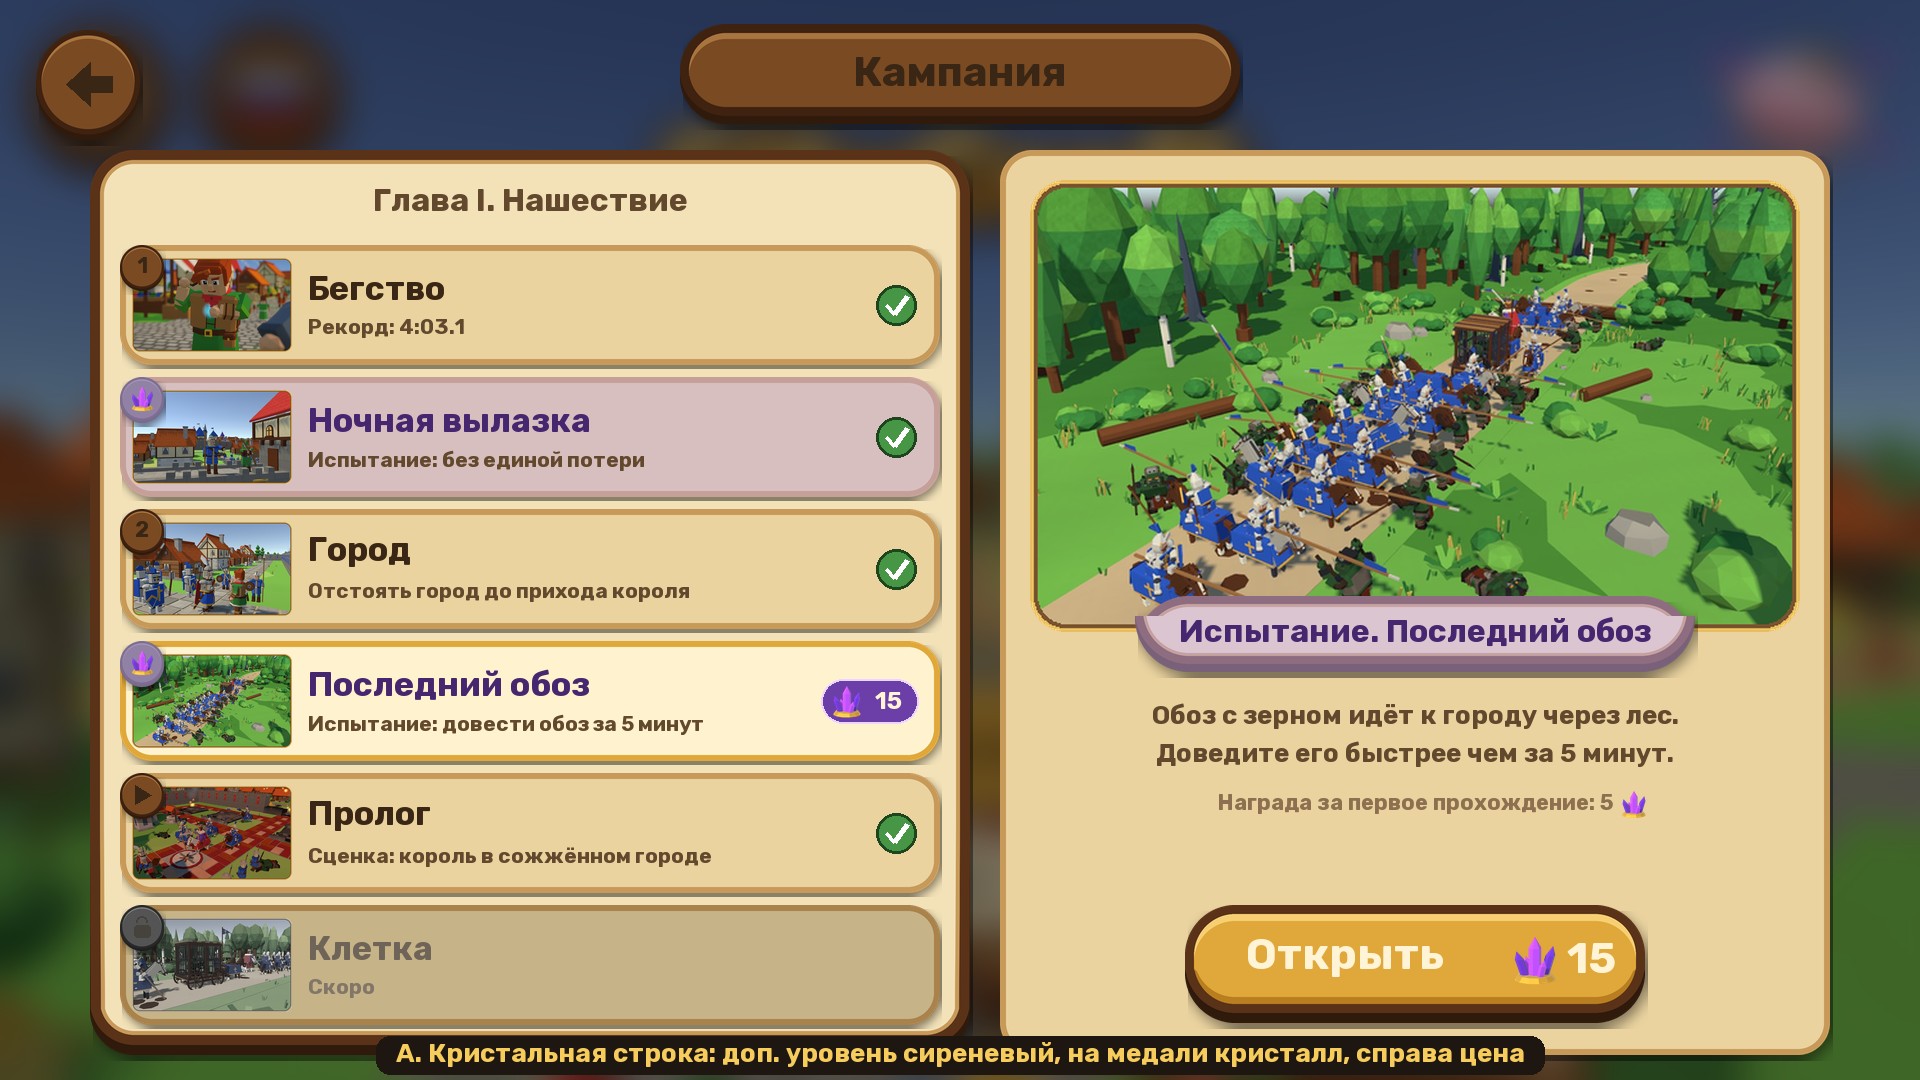 Кампания
Глава I. Нашествие
1
Бегство
Рекорд: 4:03.1
Ночная вылазка
Испытание: без единой потери
2
Город
Отстоять город до прихода короля
Последний обоз
15
Испытание: довести обоз за 5 минут
Пролог
Сценка: король в сожжённом городе
Клетка
Скоро
Испытание. Последний обоз
Обоз с зерном идёт к городу через лес.
Доведите его быстрее чем за 5 минут.
Награда за первое прохождение: 5
Открыть 15
А. Кристальная строка: доп. уровень сиреневый, на медали кристалл, справа цена